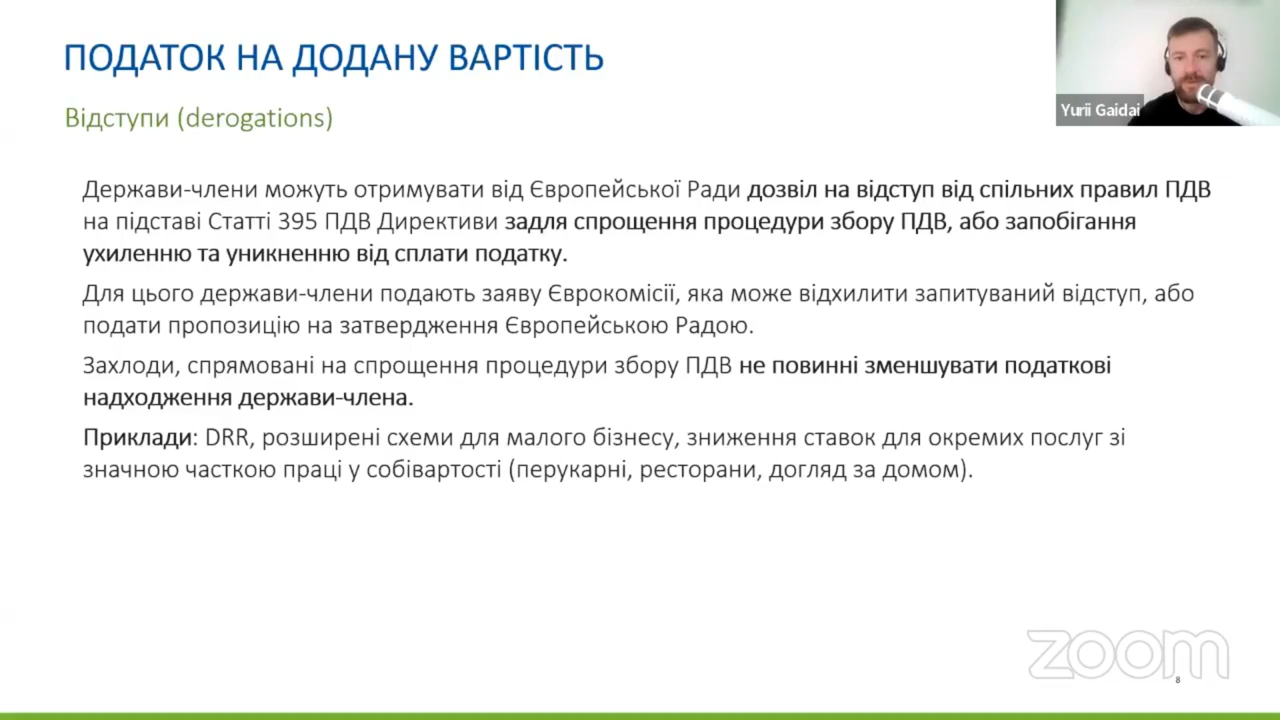 ПОДАТОК НА ДОДАНУ ВАРТІСТЬ
Відступи (derogations)
Yurii Gaidai
Держави-члени можуть отримувати від Європейської Ради дозвіл на відступ від спільних правил ПДВ
на підставі Статті 395 ПДВ Директиви задля спрощення процедури збору ПДВ, або запобігання
ухиленню та уникненню від сплати податку.
Для цього держави-члени подають заяву Єврокомісії, яка може відхилити запитуваний відступ, або
подати пропозицію на затвердження Європейською Радою.
Захлоди, спрямовані на спрощення процедури збору ПДВ не повинні зменшувати податкові
надходження держави-члена.
Приклади: DRR, розширені схеми для малого бізнесу, зниження ставок для окремих послуг зі
значною часткою праці у собівартості (перукарні, ресторани, догляд за домом).
zoom
8